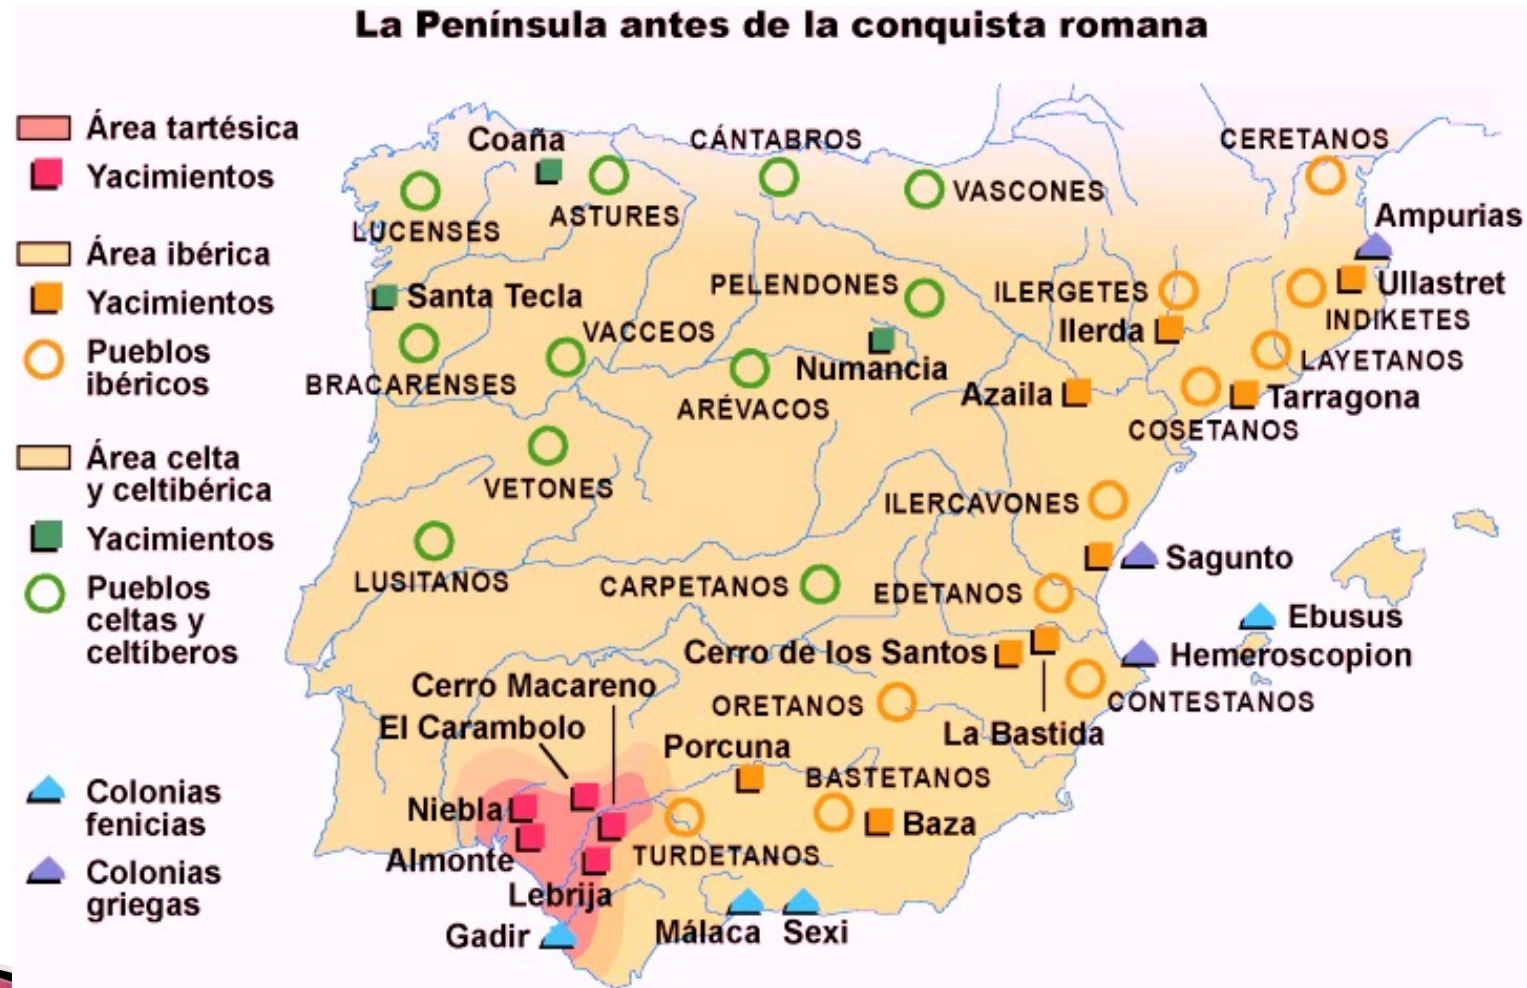 La Península antes de la conquista romana
Área tartésica
Yacimientos
Área ibérica
Yacimientos
Pueblos
ibéricos
Área celta
y celtibérica
Yacimientos
Pueblos
celtas y
celtíberos
Colonias
fenicias
Colonias
griegas
Coaña
CÁNTABROS
CERETANOS
VASCONES
ASTURES
LUCENSES
Ampurias
PELENDONES
ILERGETES
Ullastret
Santa Tecla
INDIKETES
VACCEOS
Ilerda
LAYETANOS
Numancia
BRACARENSES
Azaila
Tarragona
ARÉVACOS
COSETANOS
VETONES
ILERCAVONES
Sagunto
LUSITANOS
CARPETANOS
EDETANOS
Ebusus
Cerro de los Santos
Hemeroscopion
Cerro Macareno
CONTESTANOS
ORETANOS
El Carambolo
La Bastida
Porcuna
BASTETANOS
Niebla
Baza
Almonte
TURDETANOS
Lebrija
Gadir
Málaca
Sexi